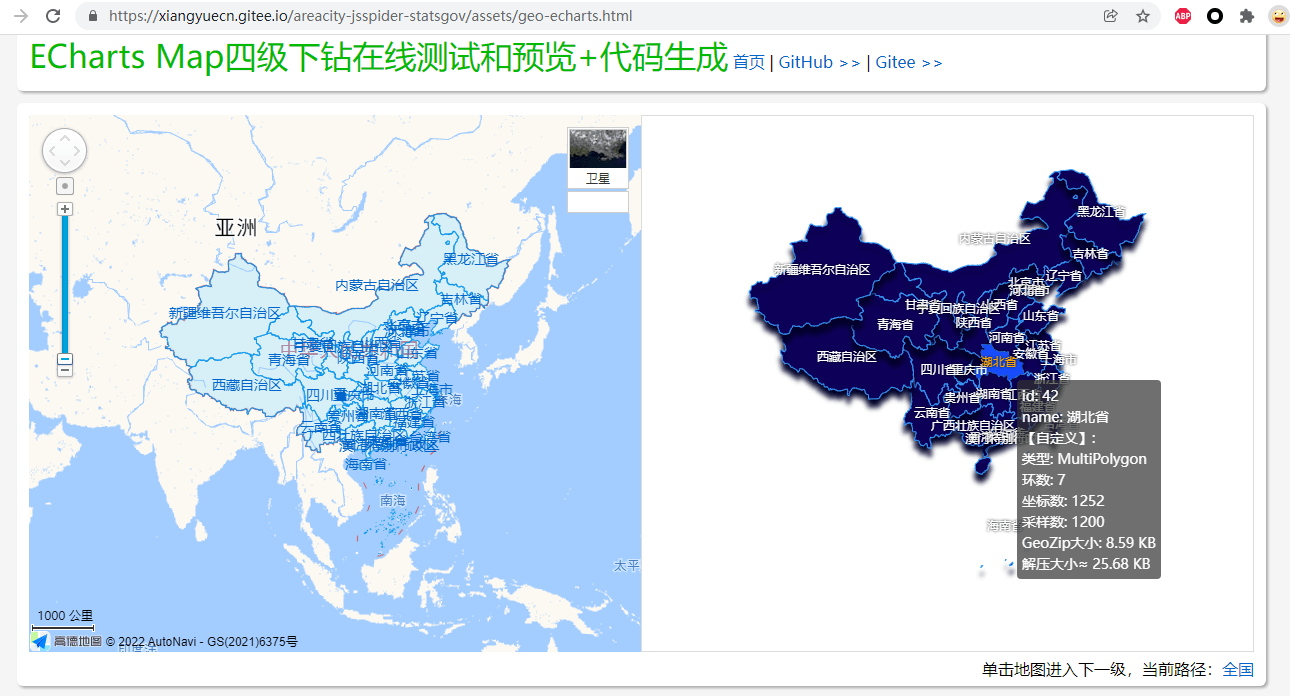 https://xiangyuecn.gitee.io/areacity-jsspider-statsgov/assets/geo-echarts.html
ABP
ECharts Map四级下钻在线测试和预览+代码生成 首页 | GitHub >> | Gitee >>
卫星
亚洲
黑龙江省
内蒙古自治区
吉林省
新疆维吾尔自治区
辽宁省
青海省
山东省
西藏自治区
河南省
四川
湖北省
云南省
海南省
南海
太平
1000 公里
高德地图 © 2022 AutoNavi - GS(2021)6375号
黑龙江省
内蒙古自治区
吉林省
新疆维吾尔自治区
辽宁省
北京市
甘肃省
宁夏回族自治区
山西省
山东省
青海省
陕西省
河南省
江苏省
西藏自治区
安徽省
上海市
湖北省
四川省
重庆市
浙江省
贵州省
湖南省
云南省
广西壮族自治区
海南省
id: 42
name: 湖北省
【自定义】:
类型: MultiPolygon
环数: 7
坐标数: 1252
采样数: 1200
GeoZip大小: 8.59 KB
解压大小≈ 25.68 KB
单击地图进入下一级，当前路径：全国